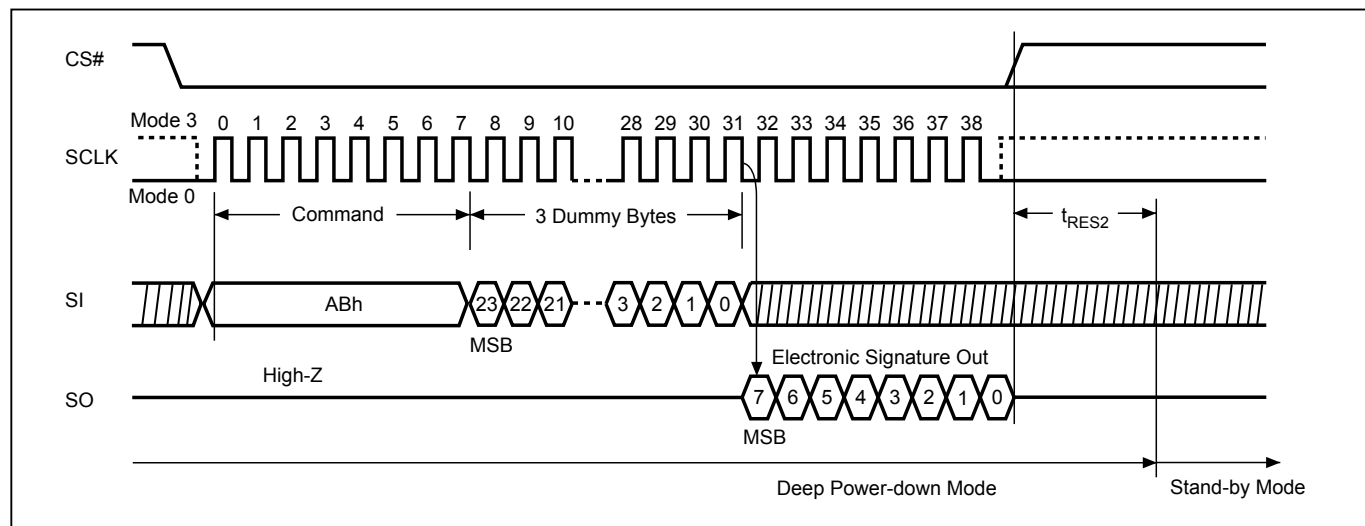 CS#
Mode 3 0 1 2 3 4 5 6 7 8 9 10 28 29 30 31 32 33 34 35 36 37 38
SCLK
Mode 0
Command 3 Dummy Bytes tRES2
SI ABh 23 22 21 3 2 1 0
MSB
Electronic Signature Out
High-Z
SO 7 6 5 4 3 2 1 0
MSB
Deep Power-down Mode Stand-by Mode